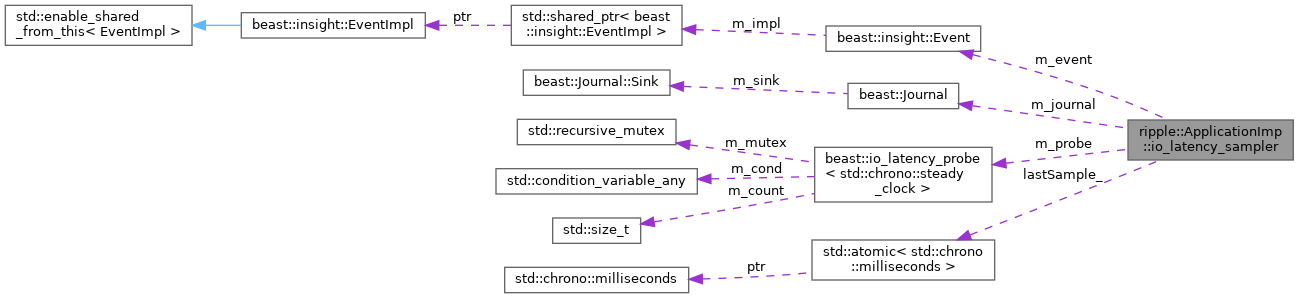 std::enable_shared
_from_this< EventImpl >
beast::insight::EventImpl
ptr
std::shared_ptr< beast
::insight::EventImpl >
m_impl
beast::insight::Event
m_event
beast::Journal::Sink
m_sink
beast::Journal
m_journal
ripple::ApplicationImp
::io_latency_sampler
std::recursive_mutex
m_mutex
beast::io_latency_probe
< std::chrono::steady
_clock >
m_probe
std::condition_variable_any
m_cond
std::size_t
m_count
lastSample_
std::atomic< std::chrono
::milliseconds >
ptr
std::chrono::milliseconds